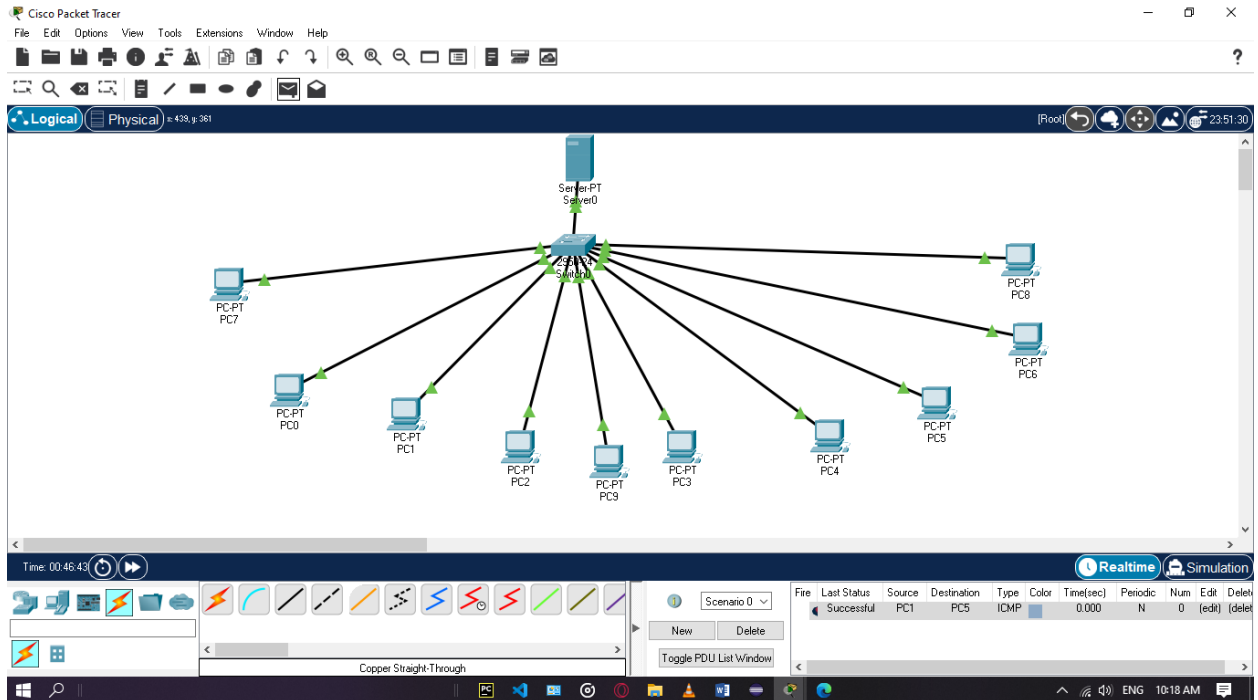 Cisco Packet Tracer
File Edit Options View Tools Extensions Window Help
?
Logical Physical x: 439, y: 361 [Root] 23:51:30
Server-PT
Server0
Switch0
PC-PT
PC7
PC-PT
PC8
PC-PT
PC6
PC-PT
PC0
PC-PT
PC1
PC-PT
PC5
PC-PT
PC2
PC-PT
PC9
PC-PT
PC3
PC-PT
PC4
Time: 00:46:43 Realtime Simulation
Scenario 0
New Delete
Toggle PDU List Window
Copper Straight-Through
Fire Last Status Source Destination Type Color Time(sec) Periodic Num Edit Delet
Successful PC1 PC5 ICMP 0.000 N 0 (edit) (delet
ENG 10:18 AM